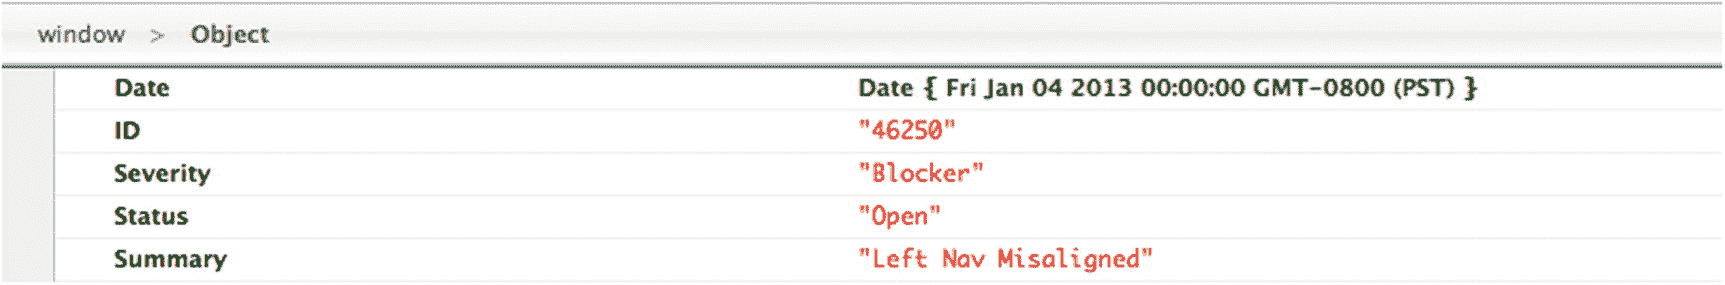 window > Object
Date Date { Fri Jan 04 2013 00:00:00 GMT-0800 (PST) }
ID "46250"
Severity "Blocker"
Status "Open"
Summary "Left Nav Misaligned"